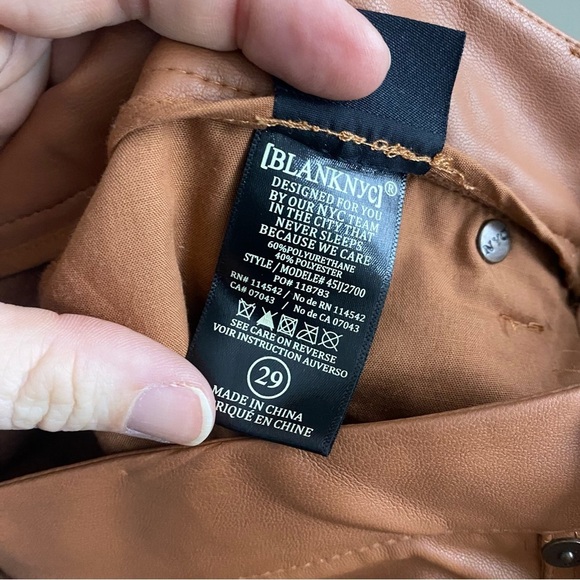 [BLANKNYC]®
DESIGNED FOR YOU
BY OUR NYC TEAM
IN THE CITY THAT
NEVER SLEEPS
BECAUSE WE CARE
60%POLYURETHANE
40% POLYESTER
STYLE / MODELE# 45IJ2700
PO# 118783
RN# 114542 / No de RN 114542
CA# 07043 / No de CA 07043
SEE CARE ON REVERSE
VOIR INSTRUCTION AUVERSO
29
MADE IN CHINA
RIQUÉ EN CHINE